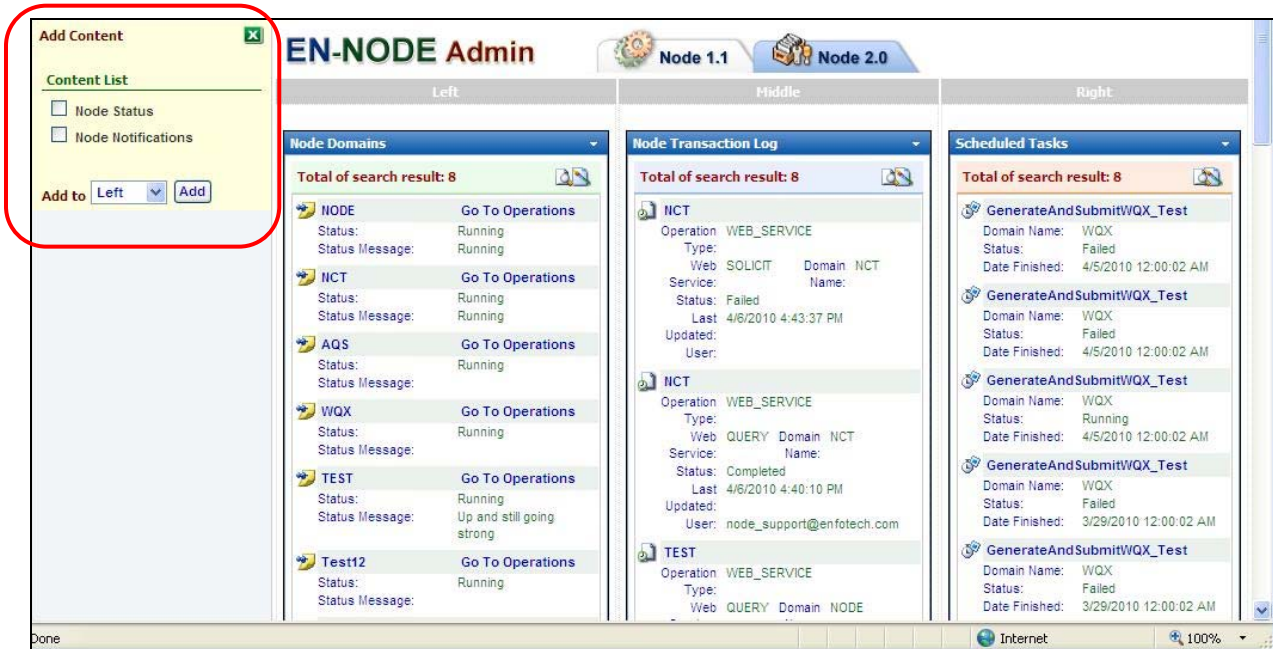 Add Content
Content List
Node Status
Node Notifications
Add to Left Add
EN-NODE Admin
Node 1.1
Node 2.0
Left
Middle
Right
Node Domains
Total of search result: 8
NODE Go To Operations
Status: Running
Status Message: Running
NCT Go To Operations
Status: Running
Status Message: Running
AQS Go To Operations
Status: Running
Status Message:
WQX Go To Operations
Status: Running
Status Message:
TEST Go To Operations
Status: Running
Status Message: Up and still going
strong
Test12 Go To Operations
Status: Running
Status Message:
Node Transaction Log
Total of search result: 8
NCT
Operation WEB_SERVICE
Type:
Web SOLICIT Domain NCT
Service: Name:
Status: Failed
Last 4/6/2010 4:43:37 PM
Updated:
User:
NCT
Operation WEB_SERVICE
Type:
Web QUERY Domain NCT
Service: Name:
Status: Completed
Last 4/6/2010 4:40:10 PM
Updated:
User: node_support@enfotech.com
TEST
Operation WEB_SERVICE
Type:
Web QUERY Domain NODE
Scheduled Tasks
Total of search result: 8
GenerateAndSubmitWQX_Test
Domain Name: WQX
Status: Failed
Date Finished: 4/5/2010 12:00:02 AM
GenerateAndSubmitWQX_Test
Domain Name: WQX
Status: Failed
Date Finished: 4/5/2010 12:00:02 AM
GenerateAndSubmitWQX_Test
Domain Name: WQX
Status: Running
Date Finished: 4/5/2010 12:00:02 AM
GenerateAndSubmitWQX_Test
Domain Name: WQX
Status: Failed
Date Finished: 3/29/2010 12:00:02 AM
GenerateAndSubmitWQX_Test
Domain Name: WQX
Status: Failed
Date Finished: 3/29/2010 12:00:02 AM
Done
Internet
100%